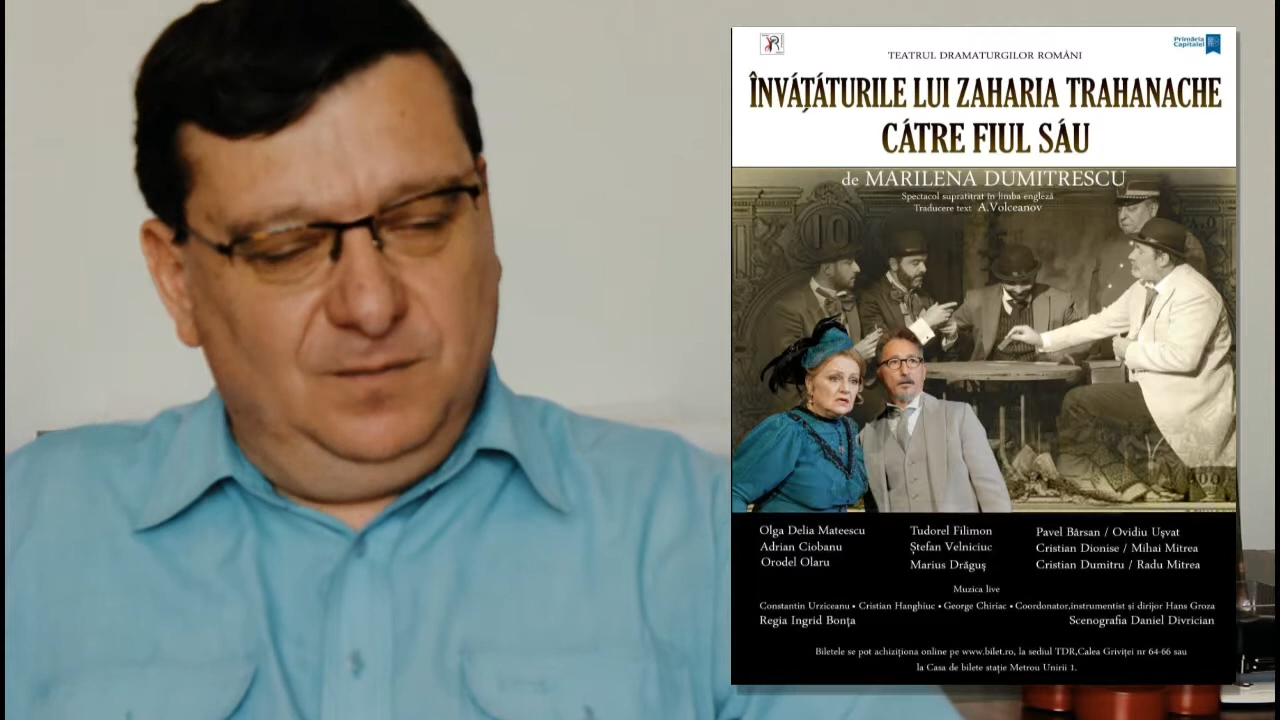 Primăria
Capitalei
TEATRUL DRAMATURGILOR ROMÂNI
ÎNVĂȚĂTURILE LUI ZAHARIA TRAHANACHE
CĂTRE FIUL SĂU
de MARILENA DUMITRESCU
Spectacol supratitrat în limba engleză
Traducere text A.Volceanov
10
Olga Delia Mateescu
Adrian Ciobanu
Orodel Olaru
Tudorel Filimon
Ștefan Velniciuc
Marius Drăguș
Pavel Bârsan / Ovidiu Ușvat
Cristian Dionise / Mihai Mitrea
Cristian Dumitru / Radu Mitrea
Muzica live
Constantin Urziceanu • Cristian Hanghiuc • George Chiriac • Coordonator,instrumentist și dirijor Hans Groza
Regia Ingrid Bonța
Scenografia Daniel Divrician
Biletele se pot achiziționa online pe www.bilet.ro, la sediul TDR,Calea Griviței nr 64-66 sau
la Casa de bilete stație Metrou Unirii 1.